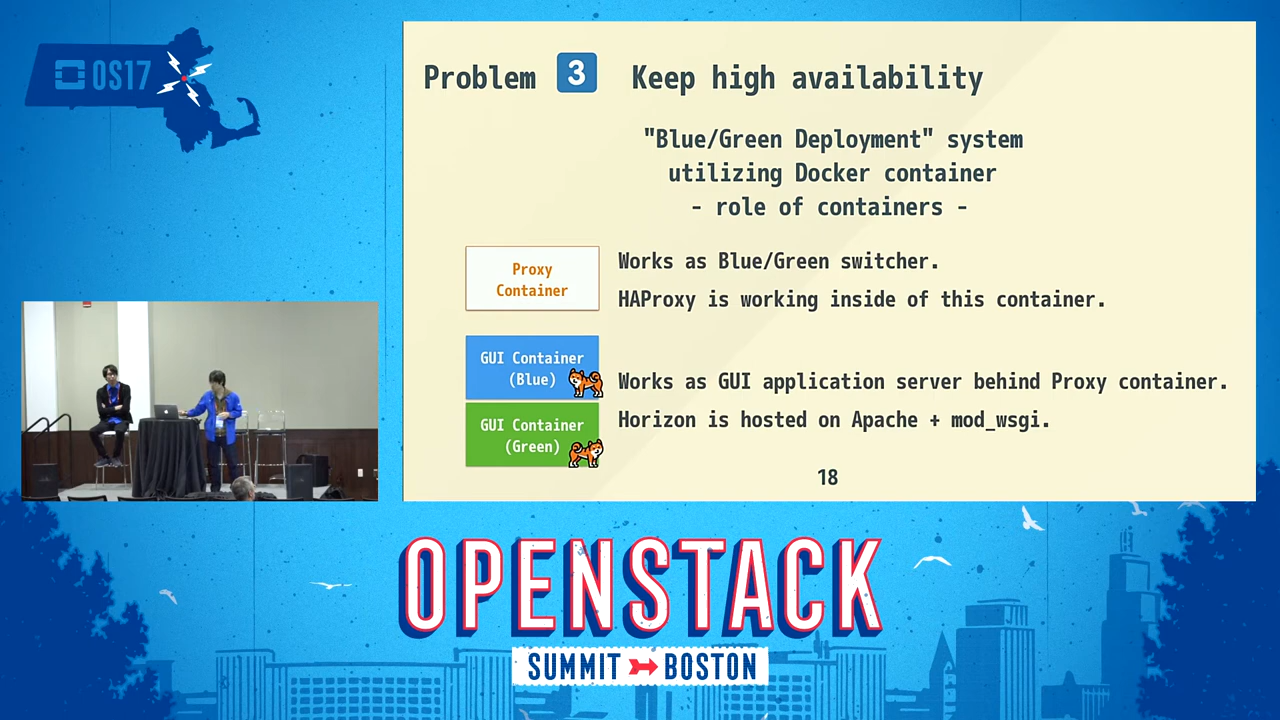 OS17
Problem 3 Keep high availability
"Blue/Green Deployment" system
utilizing Docker container
- role of containers -
Proxy
Container
Works as Blue/Green switcher.
HAProxy is working inside of this container.
GUI Container
(Blue)
GUI Container
(Green)
Works as GUI application server behind Proxy container.
Horizon is hosted on Apache + mod_wsgi.
18
OPENSTACK
SUMMIT BOSTON